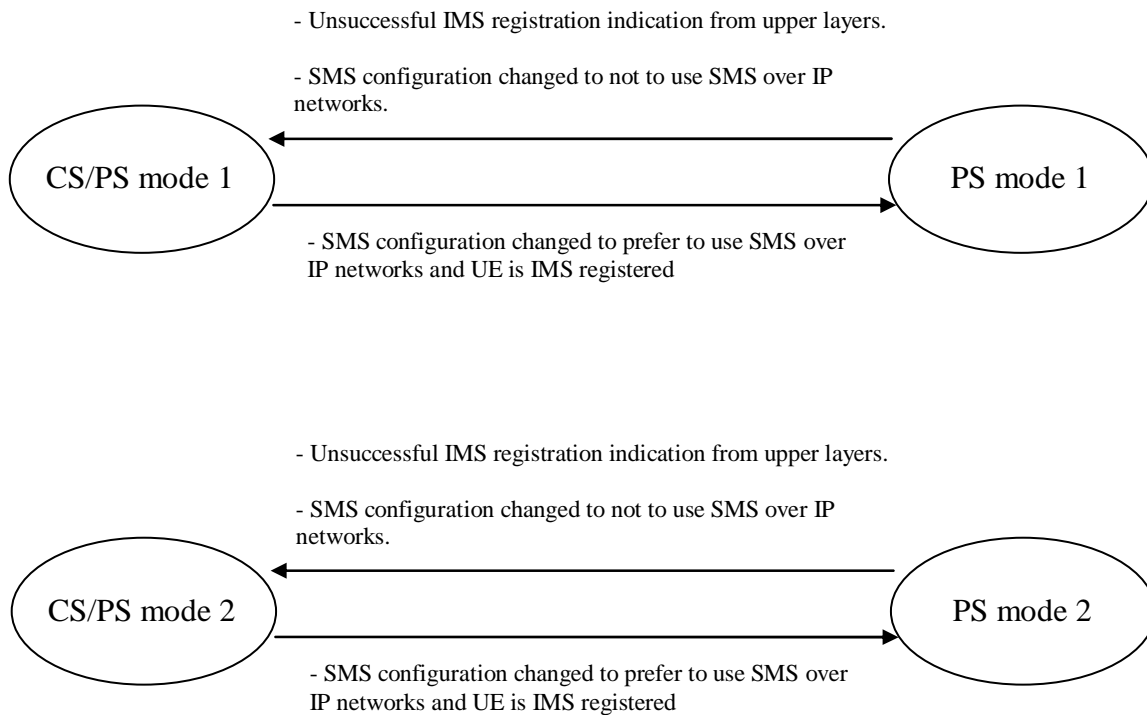 - Unsuccessful IMS registration indication from upper layers.
- SMS configuration changed to not to use SMS over IP
networks.
CS/PS mode 1
PS mode 1
- SMS configuration changed to prefer to use SMS over
IP networks and UE is IMS registered
- Unsuccessful IMS registration indication from upper layers.
- SMS configuration changed to not to use SMS over IP
networks.
CS/PS mode 2
PS mode 2
- SMS configuration changed to prefer to use SMS over
IP networks and UE is IMS registered